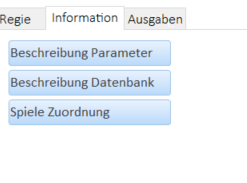 Regie Information Ausgaben
Beschreibung Parameter
Beschreibung Datenbank
Spiele Zuordnung